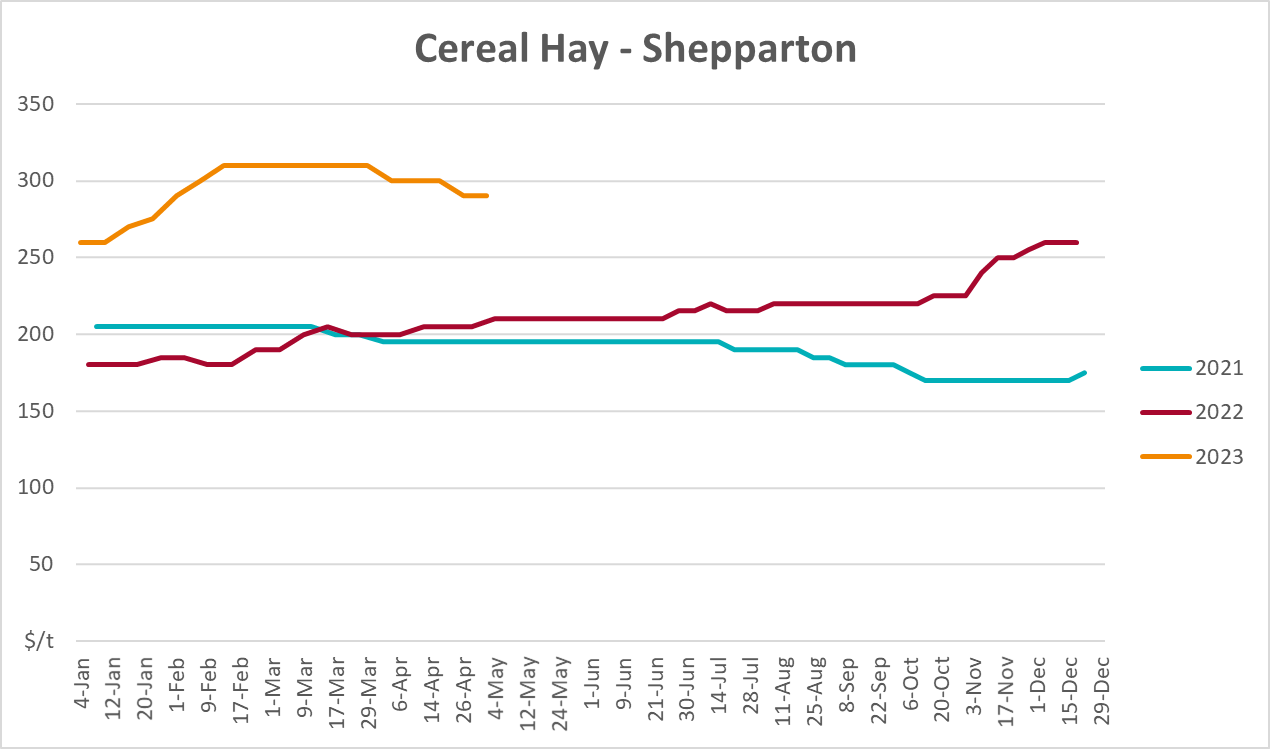 Cereal Hay - Shepparton
350
300
250
200
150
100
50
$/t
4-Jan
12-Jan
20-Jan
1-Feb
9-Feb
17-Feb
1-Mar
9-Mar
17-Mar
29-Mar
6-Apr
14-Apr
26-Apr
4-May
12-May
24-May
1-Jun
9-Jun
21-Jun
30-Jun
14-Jul
28-Jul
11-Aug
25-Aug
8-Sep
22-Sep
6-Oct
20-Oct
3-Nov
17-Nov
1-Dec
15-Dec
29-Dec
2021
2022
2023